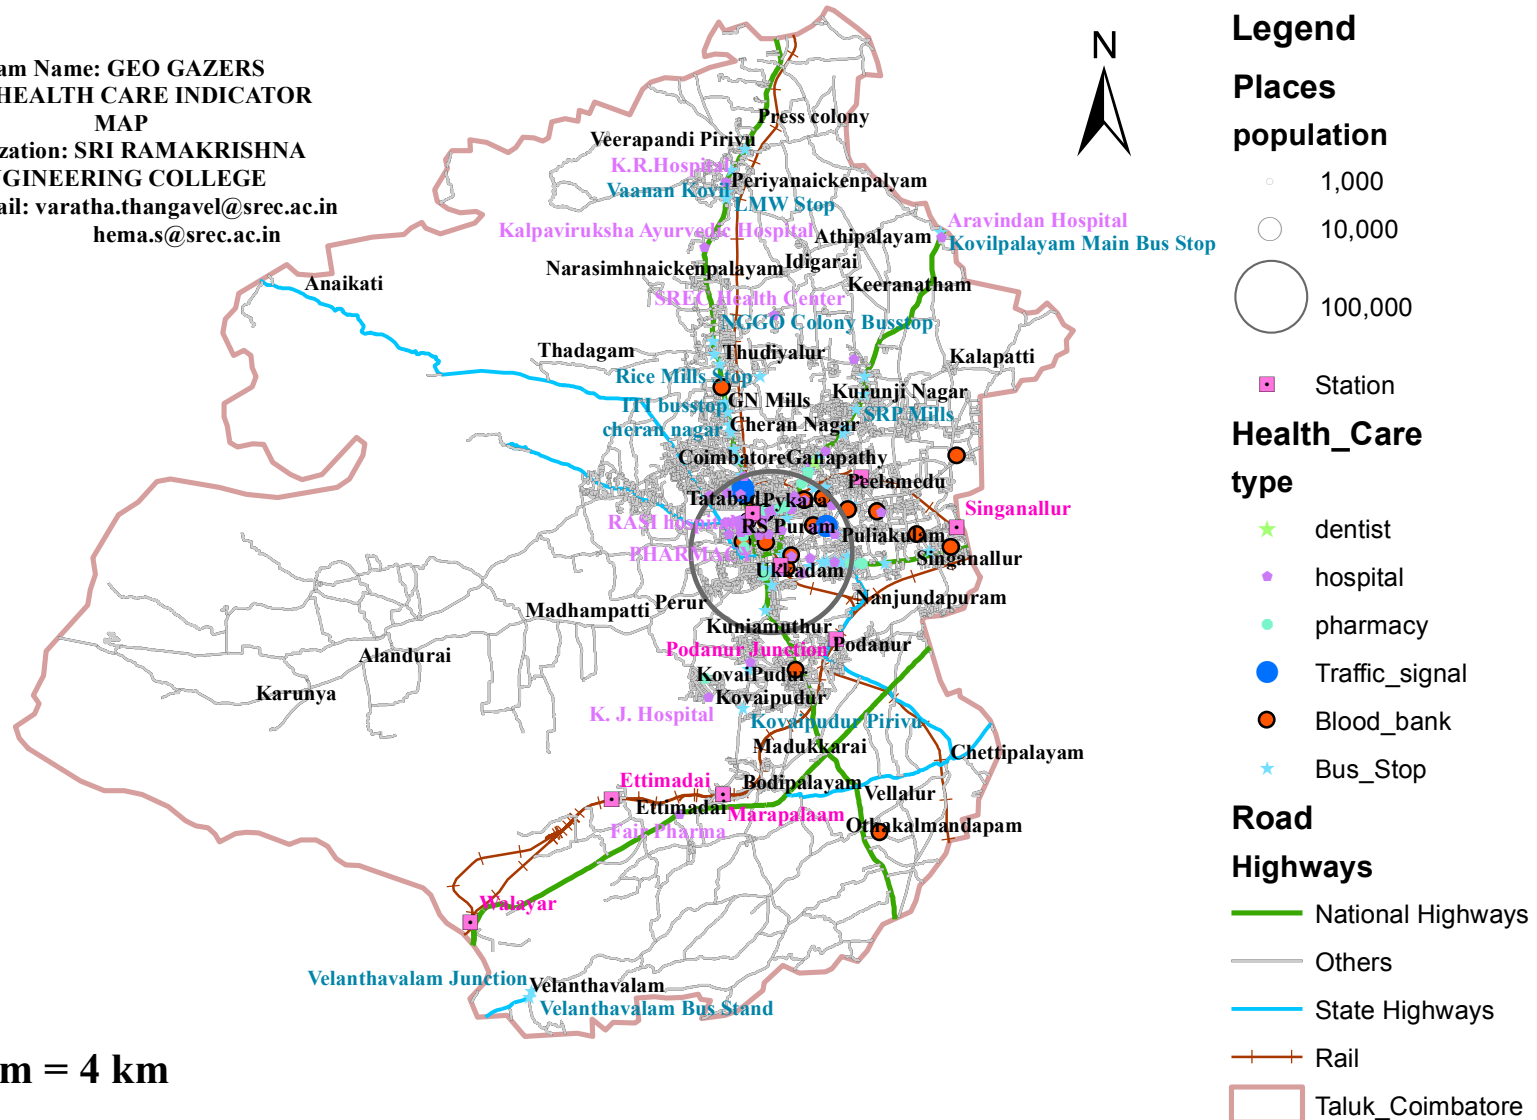 am Name: GEO GAZERS
HEALTH CARE INDICATOR
MAP
zation: SRI RAMAKRISHNA
NGINEERING COLLEGE
ail: varatha.thangavel@srec.ac.in
hema.s@srec.ac.in
N
Press colony
Veerapandi Pirivu
K.R.Hospital
Periyanaickenpalyam
Vaanan Kovil
LMW Stop
Aravindan Hospital
Kalpaviruksha Ayurvedic Hospital
Athipalayam
Kovilpalayam Main Bus Stop
Idigarai
Narasimhnaickenpalayam
Anaikati
Keeranatham
SREC Health Center
NGGO Colony Busstop
Thadagam
Thudiyalur
Kalapatti
Rice Mills Stop
Kurunji Nagar
GN Mills
ITI busstop
SRP Mills
cheran nagar
Cheran Nagar
Coimbatore
Ganapathy
Peelamedu
Tatabad
Pykara
Singanallur
RASI hospital
RS Puram
Puliakulam
PHARMACY
Singanallur
Ukkadam
Nanjundapuram
Perur
Madhampatti
Kuniamuthur
Podanur
Podanur Junction
Alandurai
KovaiPudur
Karunya
Kovaipudur
K. J. Hospital
Kovaipudur Pirivu
Madukkarai
Chettipalayam
Ettimadai
Bodipalayam
Vellalur
Ettimadai
Marapalaam
Othakalmandapam
Fair Pharma
Walayar
Velanthavalam Junction
Velanthavalam
Velanthavalam Bus Stand
m = 4 km
Legend
Places
population
1,000
10,000
100,000
Station
Health_Care
type
dentist
hospital
pharmacy
Traffic_signal
Blood_bank
Bus_Stop
Road
Highways
National Highways
Others
State Highways
Rail
Taluk_Coimbatore